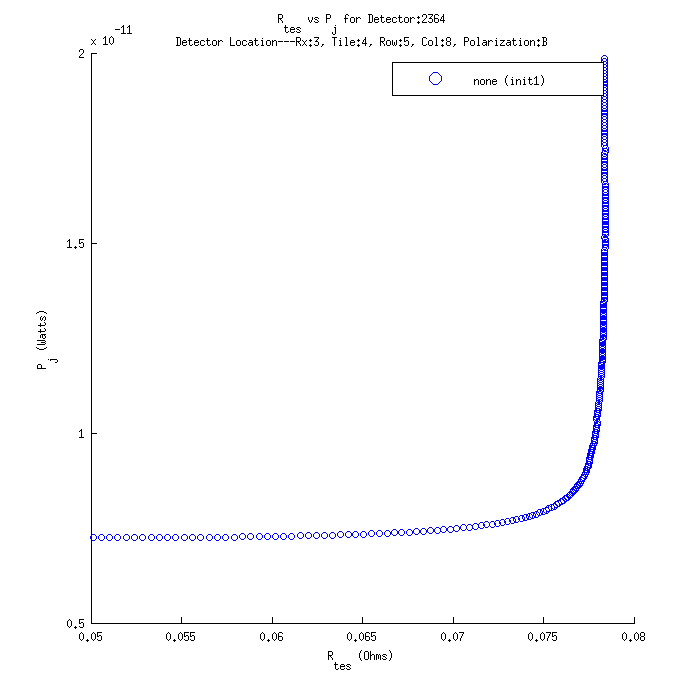 R_tes vs P_j for Detector:2364
x 10^-11
Detector Location---Rx:3, Tile:4, Row:5, Col:8, Polarization:B
none (init1)
2
1.5
1
0.5
P_j (Watts)
0.05 0.055 0.06 0.065 0.07 0.075 0.08
R_tes (Ohms)